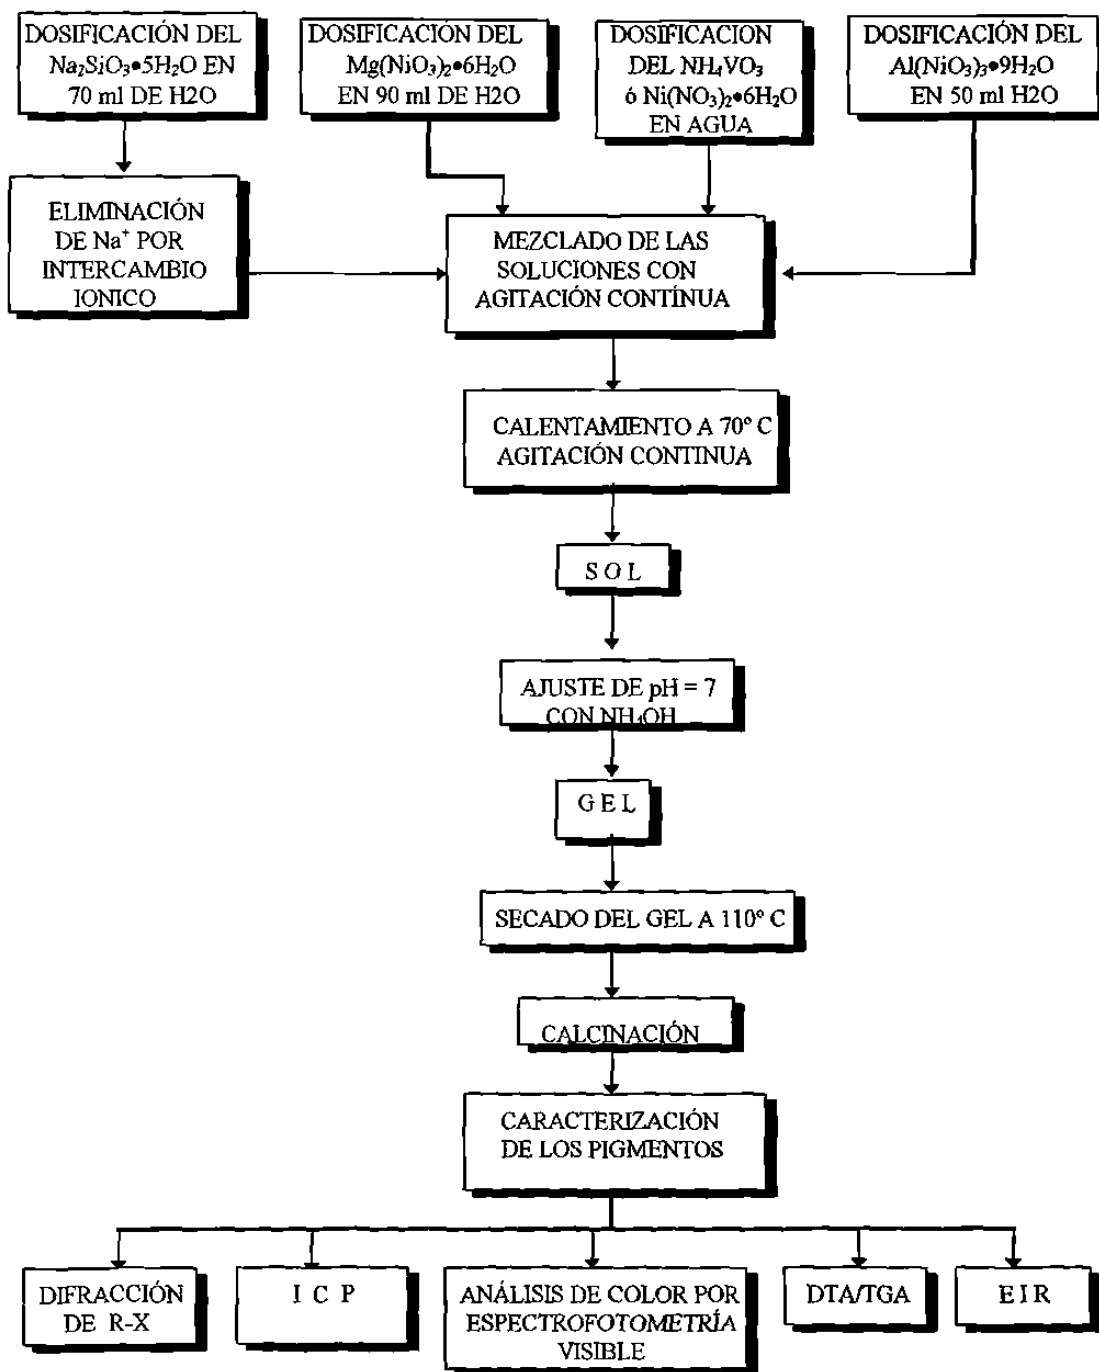 DOSIFICACIÓN DEL
Na₂SiO₃•5H₂O EN
70 ml DE H2O
DOSIFICACIÓN DEL
Mg(NiO₃)₂•6H₂O
EN 90 ml DE H2O
DOSIFICACION
DEL NH₄VO₃
ó Ni(NO₃)₂•6H₂O
EN AGUA
DOSIFICACIÓN DEL
Al(NiO₃)₃•9H₂O
EN 50 ml H2O
ELIMINACIÓN
DE Na⁺ POR
INTERCAMBIO
IONICO
MEZCLADO DE LAS
SOLUCIONES CON
AGITACIÓN CONTÍNUA
CALENTAMIENTO A 70º C
AGITACIÓN CONTINUA
S O L
AJUSTE DE pH = 7
CON NH₄OH
G E L
SECADO DEL GEL A 110º C
CALCINACIÓN
CARACTERIZACIÓN
DE LOS PIGMENTOS
DIFRACCIÓN
DE R-X
I C P
ANÁLISIS DE COLOR POR
ESPECTROFOTOMETRÍA
VISIBLE
DTA/TGA
E I R